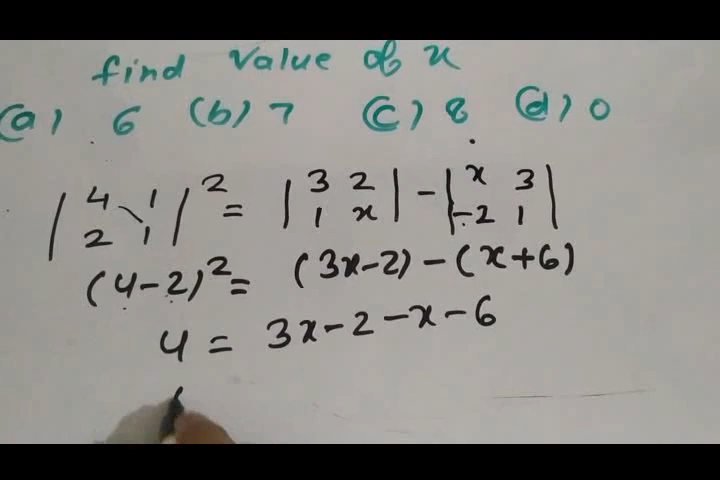 find value of x
(a) 6 (b) 7 (c) 8 (d) 0
| 4 1 |² = | 3 2 | - | x 3 |
| 2 1 | | 1 x | | -2 1 |
(4-2)² = (3x-2) - (x+6)
4 = 3x-2-x-6